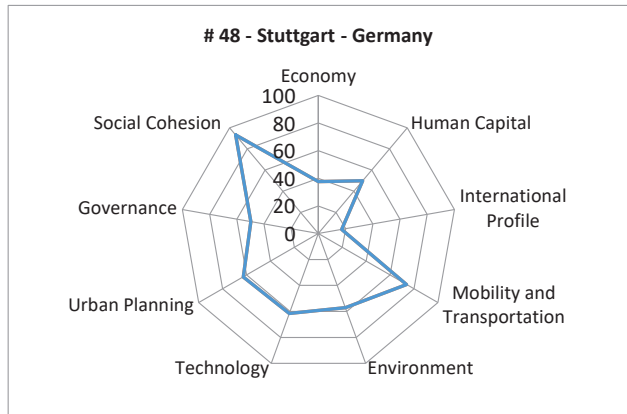 # 48 - Stuttgart - Germany
Economy
100
80
60
40
20
0
Human Capital
International
Profile
Mobility and
Transportation
Environment
Technology
Urban Planning
Governance
Social Cohesion